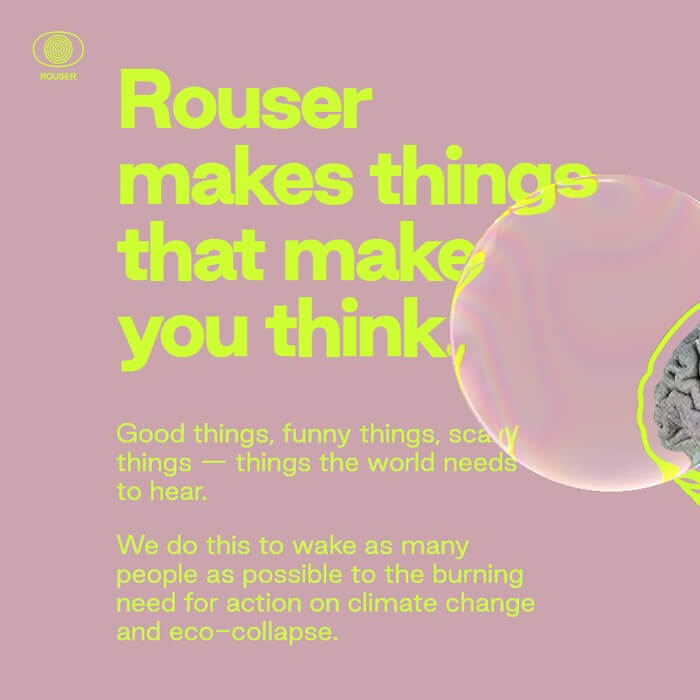 ROUSER
Rouser
makes things
that make
you think.
Good things, funny things, scary
things — things the world needs
to hear.
We do this to wake as many
people as possible to the burning
need for action on climate change
and eco-collapse.